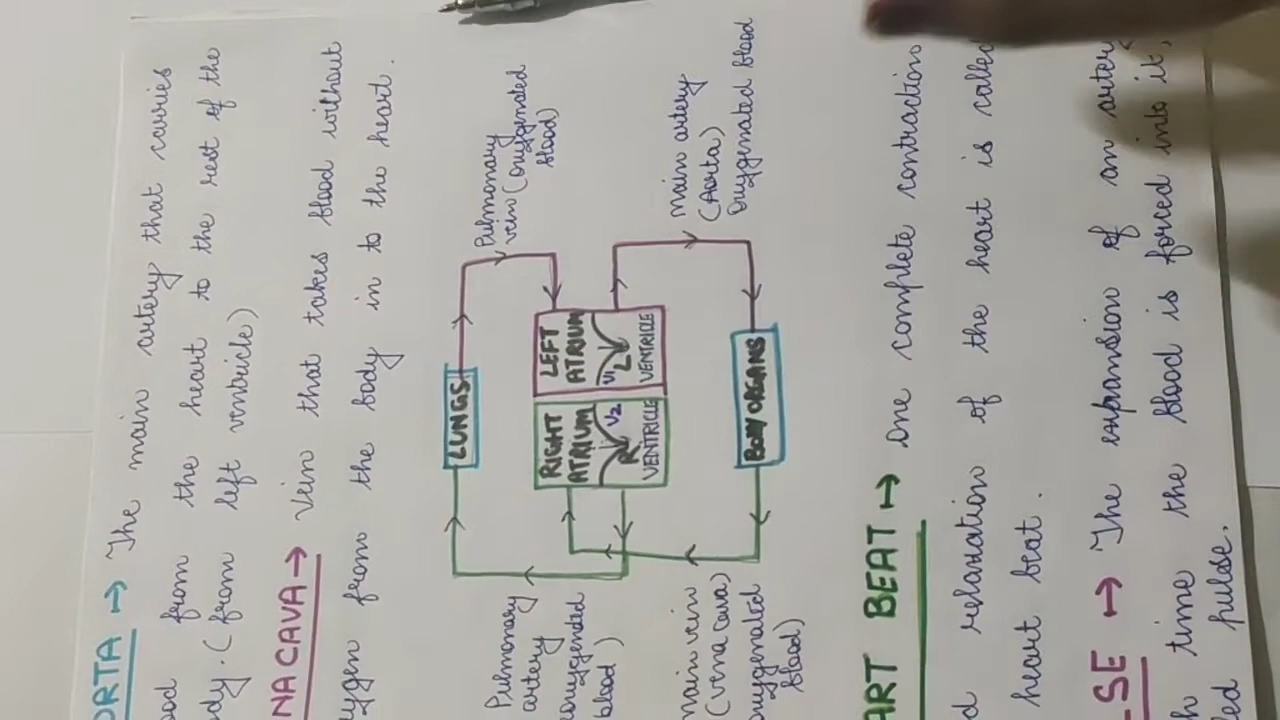 ORTA → The main artery that carries
ood from the heart to the rest of the
ody. (from left ventricle)
NA CAVA → Vein that takes blood without
ygen from the body in to the heart.
Pulmonary
vein (oxygenated
blood)
LUNGS
Pulmonary
artery
blood)
LEFT
ATRIUM
V1
L
VENTRICLE
RIGHT
ATRIUM
V2
R
VENTRICLE
main artery
(Aorta)
Oxygenated blood
BODY ORGANS
main vein
(vena cava)
oxygenated
blood)
ART BEAT → One complete contraction
d relaxation of the heart is called
heart beat.
LSE → The expansion of an artery
h time the blood is forced into it,
ed pulse.